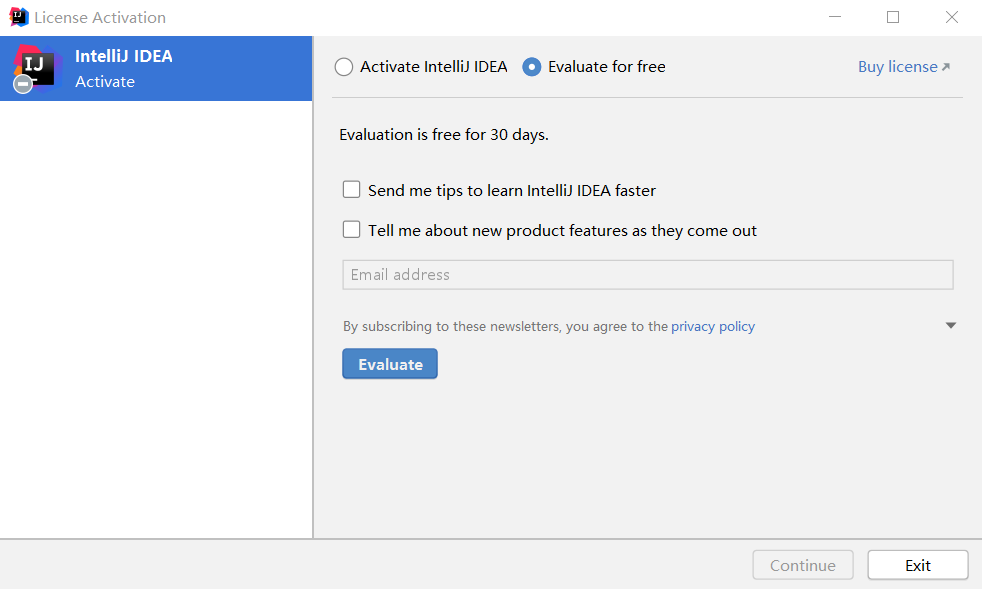 License Activation
IJ
IntelliJ IDEA
Activate
Activate IntelliJ IDEA Evaluate for free Buy license
Evaluation is free for 30 days.
Send me tips to learn IntelliJ IDEA faster
Tell me about new product features as they come out
Email address
By subscribing to these newsletters, you agree to the privacy policy
Evaluate
Continue Exit